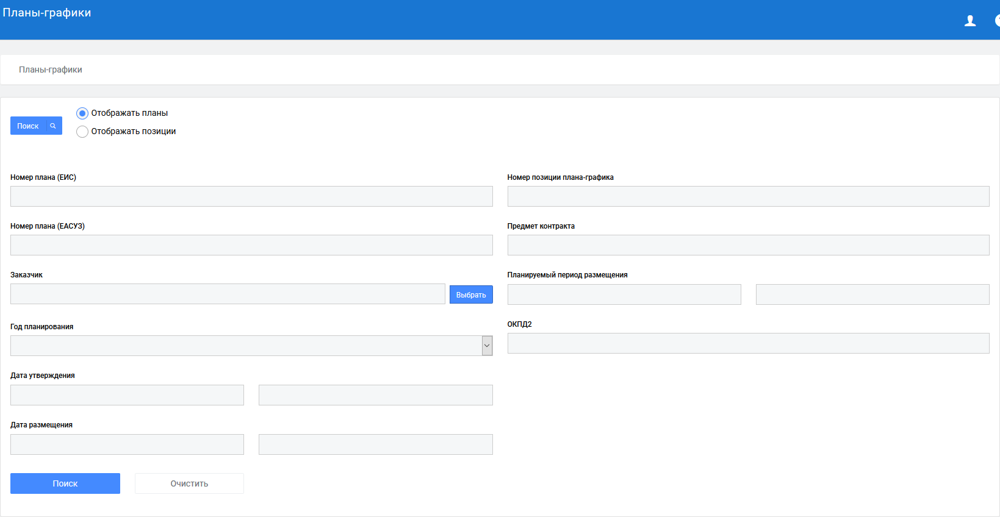 Планы-графики
Планы-графики
Поиск
Отображать планы
Отображать позиции
Номер плана (ЕИС)
Номер позиции плана-графика
Номер плана (ЕАСУЗ)
Предмет контракта
Заказчик
Выбрать
Планируемый период размещения
Год планирования
ОКПД2
Дата утверждения
Дата размещения
Поиск
Очистить